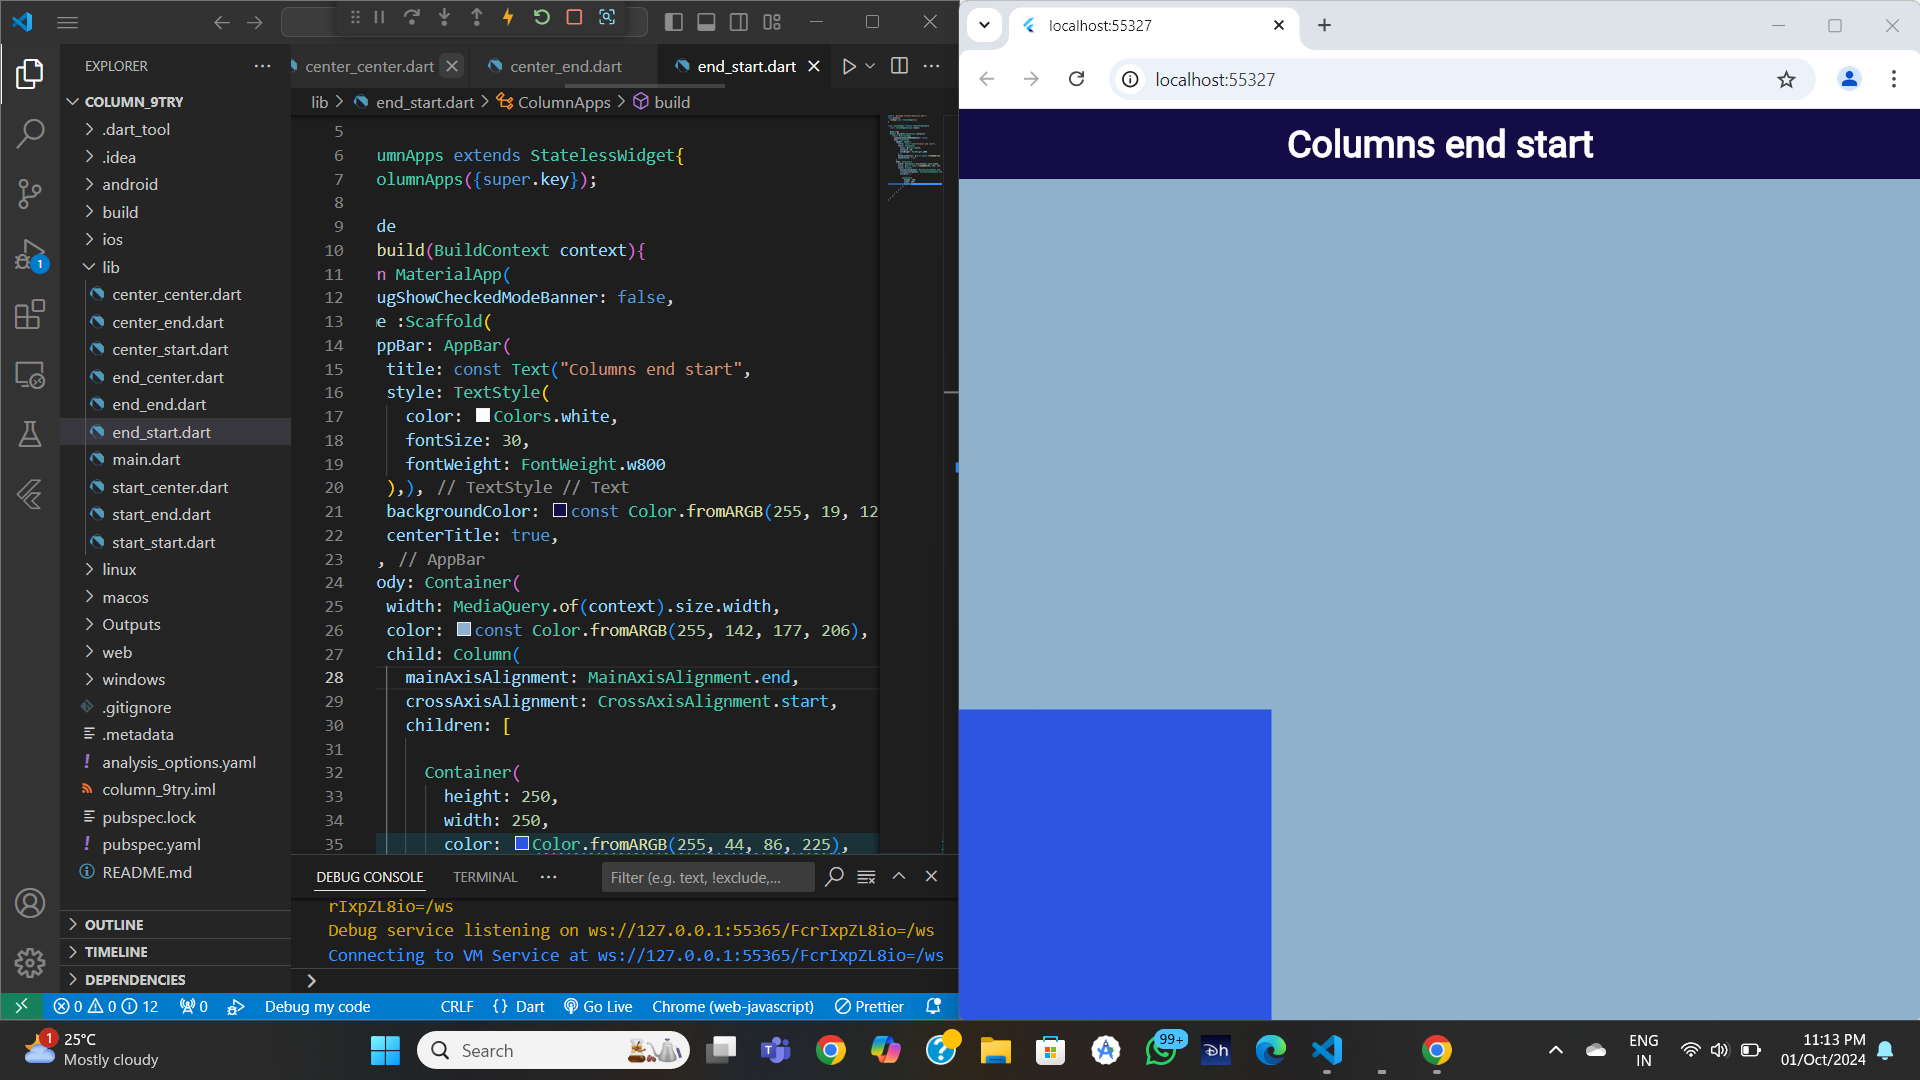 EXPLORER
COLUMN_9TRY
.dart_tool
.idea
android
build
ios
lib
center_center.dart
center_end.dart
center_start.dart
end_center.dart
end_end.dart
end_start.dart
main.dart
start_center.dart
start_end.dart
start_start.dart
linux
macos
Outputs
web
windows
.gitignore
.metadata
analysis_options.yaml
column_9try.iml
pubspec.lock
pubspec.yaml
README.md
OUTLINE
TIMELINE
DEPENDENCIES
1
center_center.dart center_end.dart end_start.dart
lib > end_start.dart > ColumnApps > build
5
6 umnApps extends StatelessWidget{
7 olumnApps({super.key});
8
9 de
10 build(BuildContext context){
11 n MaterialApp(
12 ugShowCheckedModeBanner: false,
13 e :Scaffold(
14 ppBar: AppBar(
15 title: const Text("Columns end start",
16 style: TextStyle(
17 color: Colors.white,
18 fontSize: 30,
19 fontWeight: FontWeight.w800
20 ),), // TextStyle // Text
21 backgroundColor: const Color.fromARGB(255, 19, 12
22 centerTitle: true,
23 , // AppBar
24 ody: Container(
25 width: MediaQuery.of(context).size.width,
26 color: const Color.fromARGB(255, 142, 177, 206),
27 child: Column(
28 mainAxisAlignment: MainAxisAlignment.end,
29 crossAxisAlignment: CrossAxisAlignment.start,
30 children: [
31
32 Container(
33 height: 250,
34 width: 250,
35 color: Color.fromARGB(255, 44, 86, 225),
DEBUG CONSOLE TERMINAL ··· Filter (e.g. text, !exclude,...
rIxpZL8io=/ws
Debug service listening on ws://127.0.0.1:55365/FcrIxpZL8io=/ws
Connecting to VM Service at ws://127.0.0.1:55365/FcrIxpZL8io=/ws
>
0 0 12 0 Debug my code CRLF {} Dart Go Live Chrome (web-javascript) Prettier
localhost:55327
localhost:55327
Columns end start
1 25°C
Mostly cloudy
Search
99+
Dh
ENG
IN
11:13 PM
01/Oct/2024